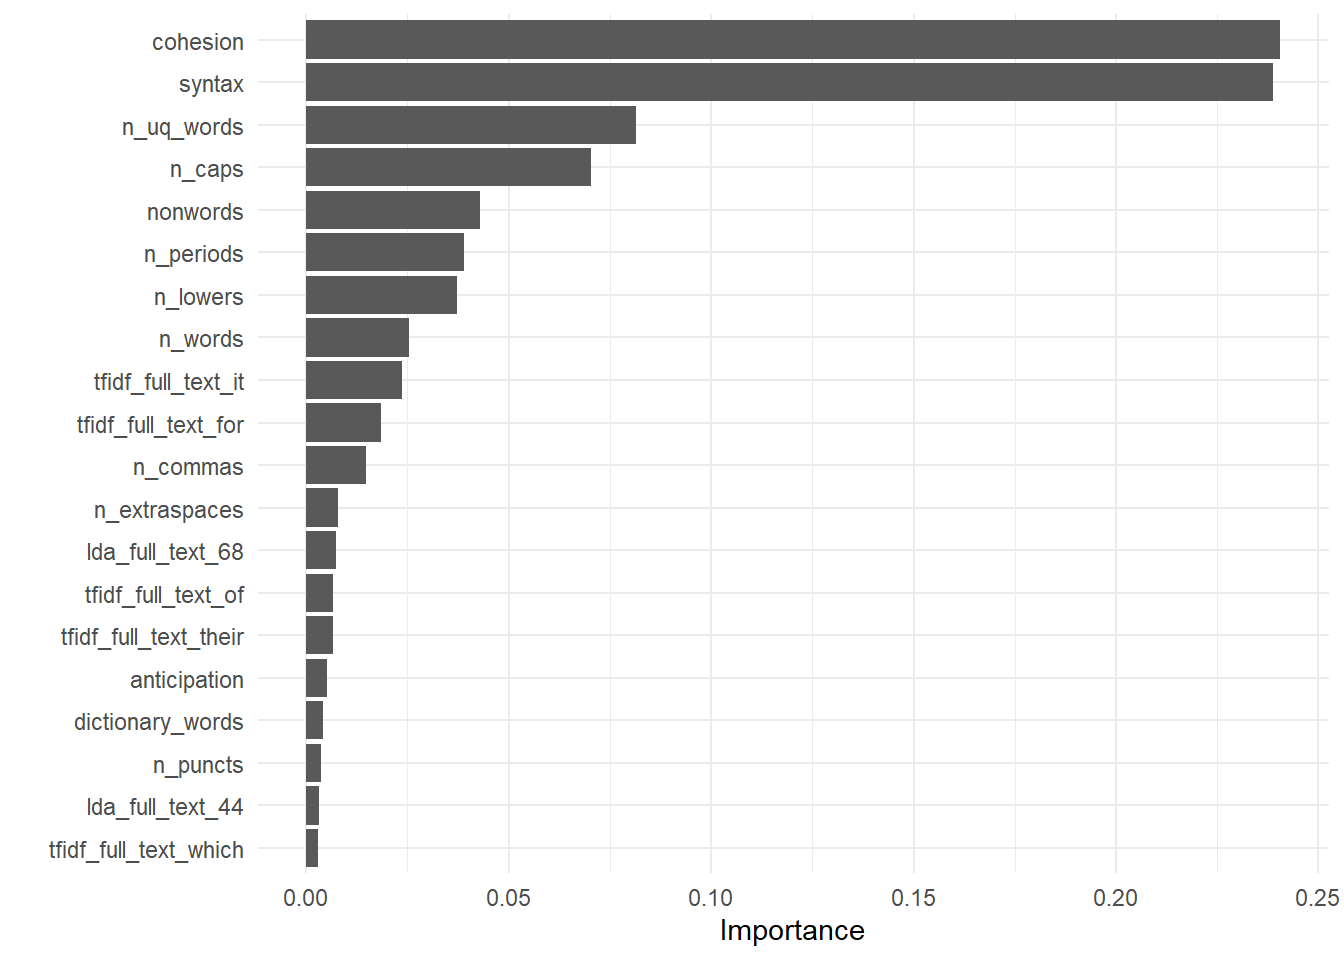 cohesion
syntax
n_uq_words
n_caps
nonwords
n_periods
n_lowers
n_words
tfidf_full_text_it
tfidf_full_text_for
n_commas
n_extraspaces
lda_full_text_68
tfidf_full_text_of
tfidf_full_text_their
anticipation
dictionary_words
n_puncts
lda_full_text_44
tfidf_full_text_which
0.00 0.05 0.10 0.15 0.20 0.25
Importance